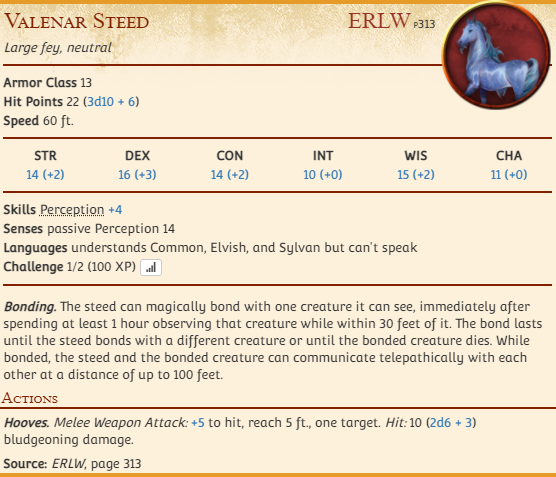 Valenar Steed ERLW P313
Large fey, neutral
Armor Class 13
Hit Points 22 (3d10 + 6)
Speed 60 ft.
STR DEX CON INT WIS CHA
14 (+2) 16 (+3) 14 (+2) 10 (+0) 15 (+2) 11 (+0)
Skills Perception +4
Senses passive Perception 14
Languages understands Common, Elvish, and Sylvan but can't speak
Challenge 1/2 (100 XP)
Bonding. The steed can magically bond with one creature it can see, immediately after
spending at least 1 hour observing that creature while within 30 feet of it. The bond lasts
until the steed bonds with a different creature or until the bonded creature dies. While
bonded, the steed and the bonded creature can communicate telepathically with each
other at a distance of up to 100 feet.
Actions
Hooves. Melee Weapon Attack: +5 to hit, reach 5 ft., one target. Hit: 10 (2d6 + 3)
bludgeoning damage.
Source: ERLW, page 313